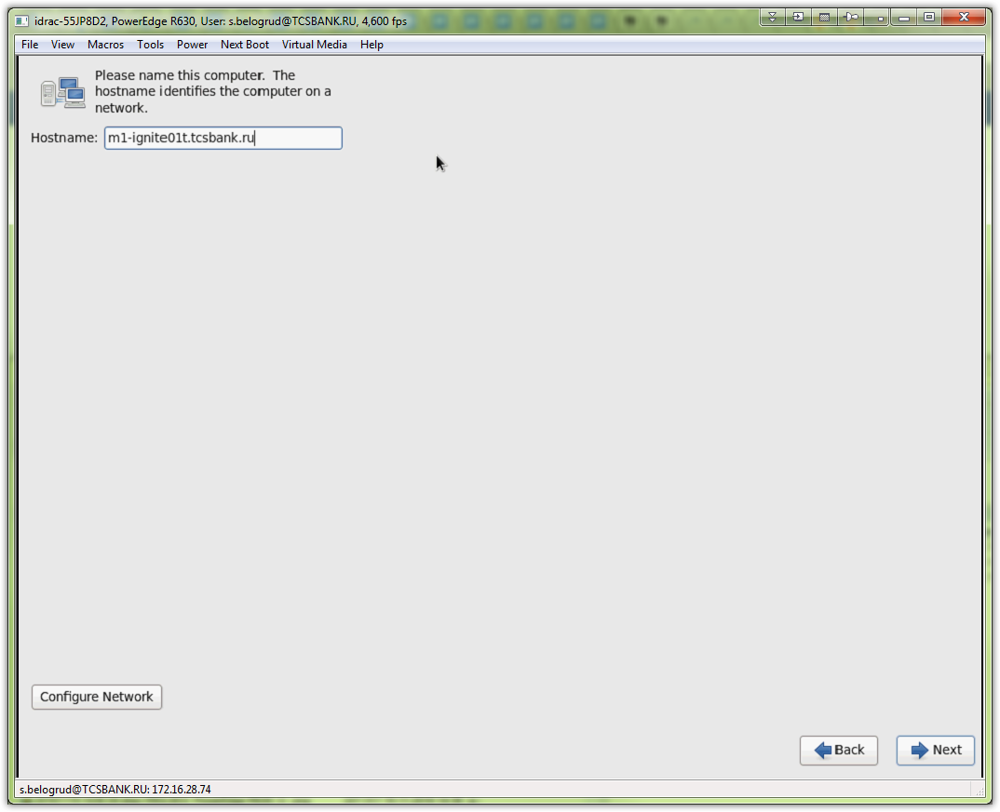 idrac-55JP8D2, PowerEdge R630, User: s.belogrud@TCSBANK.RU, 4,600 fps
File View Macros Tools Power Next Boot Virtual Media Help
Please name this computer. The
hostname identifies the computer on a
network.
Hostname: m1-ignite01t.tcsbank.ru
Configure Network
Back Next
s.belogrud@TCSBANK.RU: 172.16.28.74